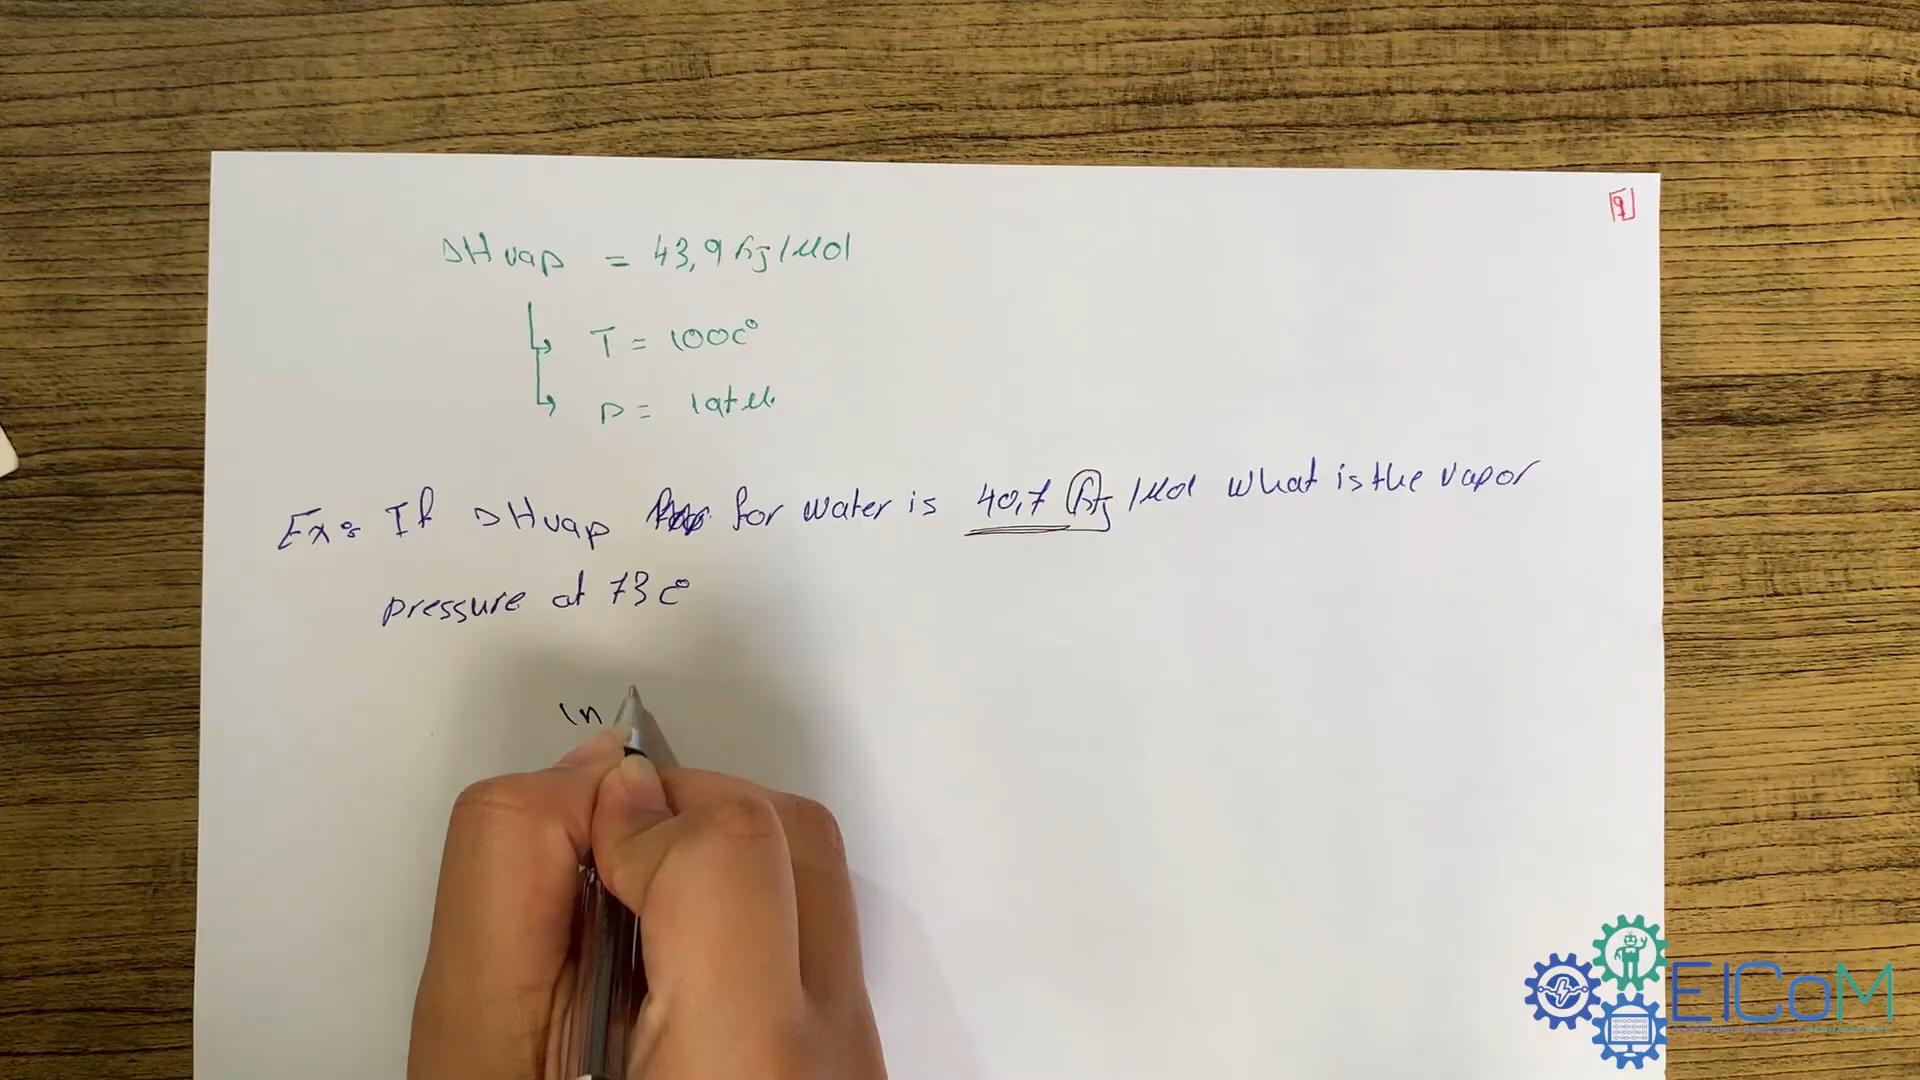 9
ΔHvap = 43,9 kj/Mol
T = 100c°
P = 1atM.
Ex: If ΔHvap for water is 40,7 kj/Mol what is the vapor
pressure at 73c°
ln
EICoM